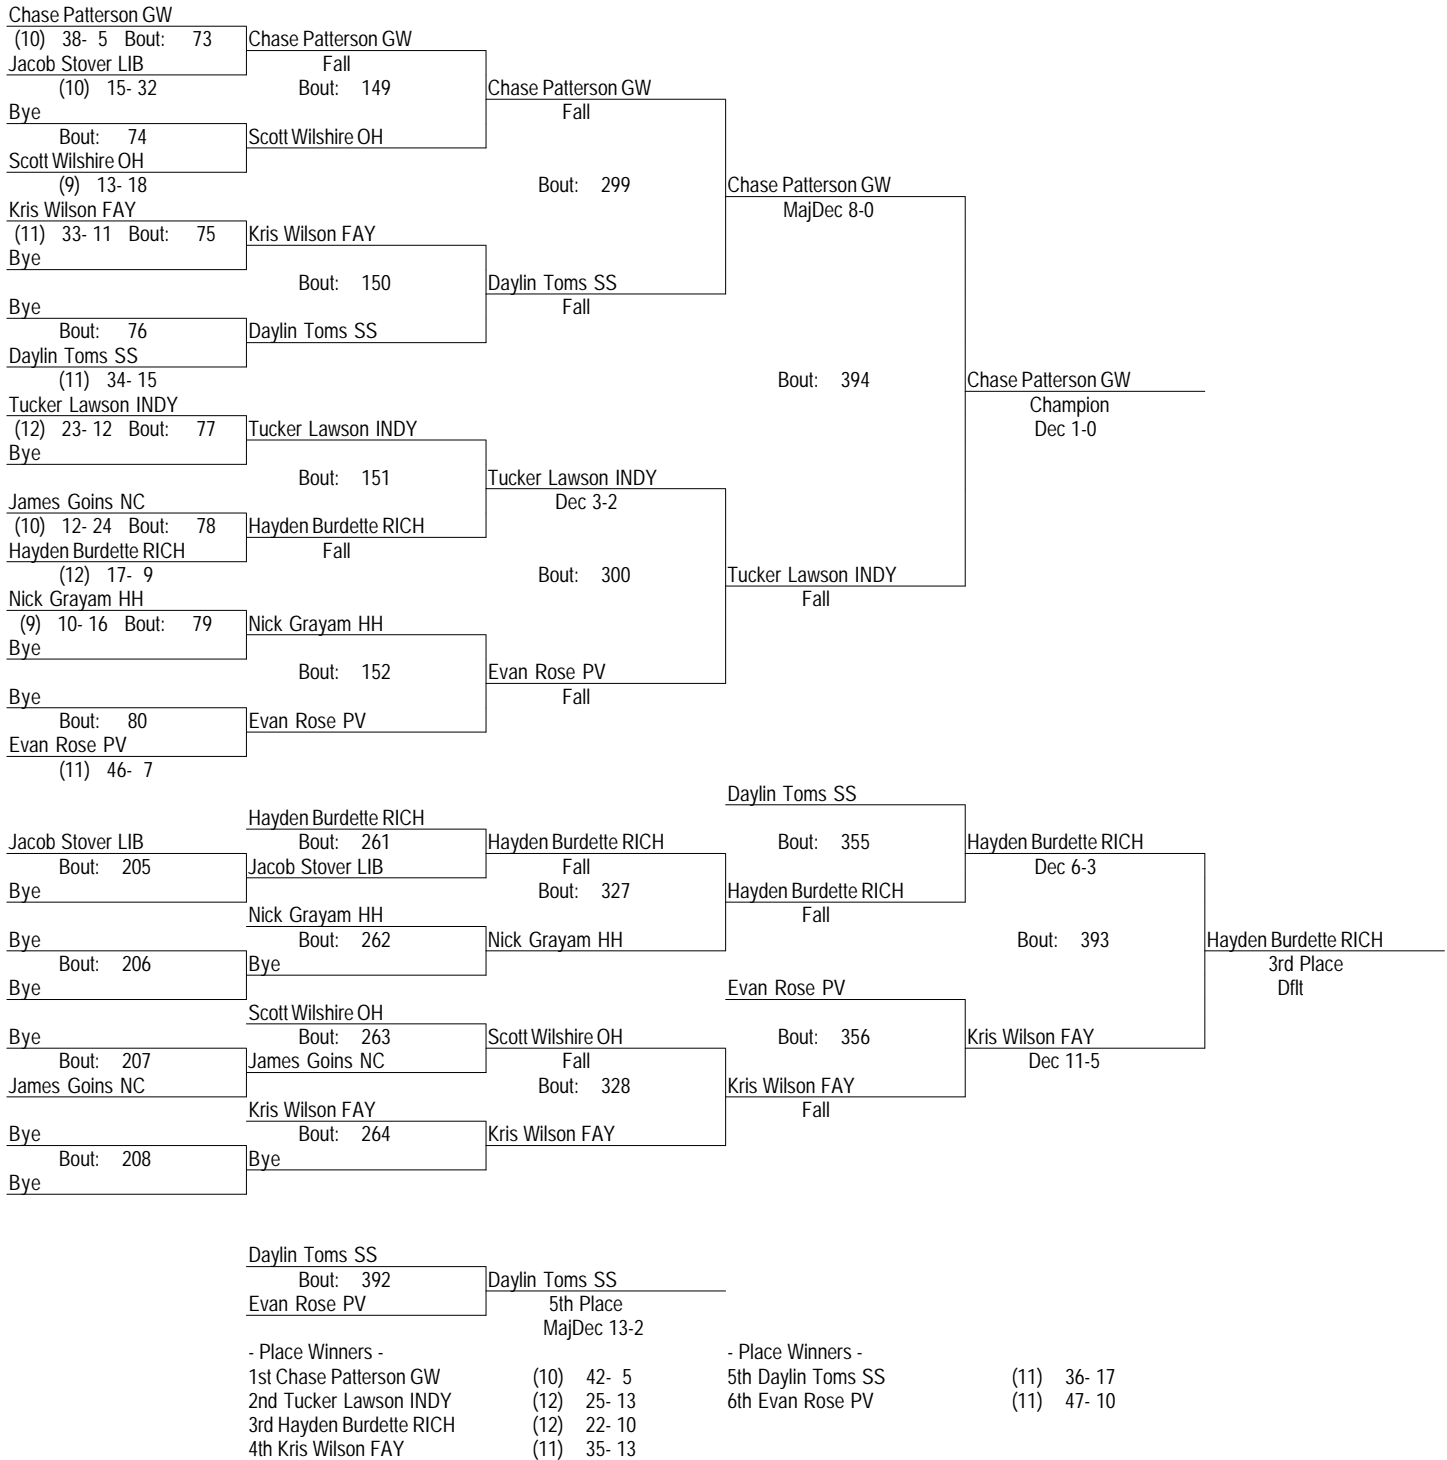 Chase Patterson GW
(10) 38- 5 Bout: 73 Chase Patterson GW
Jacob Stover LIB Fall
(10) 15- 32 Bout: 149 Chase Patterson GW
Bye Fall
Bout: 74 Scott Wilshire OH
Scott Wilshire OH
(9) 13- 18 Bout: 299 Chase Patterson GW
Kris Wilson FAY MajDec 8-0
(11) 33- 11 Bout: 75 Kris Wilson FAY
Bye
Bout: 150 Daylin Toms SS
Bye Fall
Bout: 76 Daylin Toms SS
Daylin Toms SS
(11) 34- 15 Bout: 394 Chase Patterson GW
Tucker Lawson INDY Champion
(12) 23- 12 Bout: 77 Tucker Lawson INDY Dec 1-0
Bye
Bout: 151 Tucker Lawson INDY
James Goins NC Dec 3-2
(10) 12- 24 Bout: 78 Hayden Burdette RICH
Hayden Burdette RICH Fall
(12) 17- 9 Bout: 300 Tucker Lawson INDY
Nick Grayam HH Fall
(9) 10- 16 Bout: 79 Nick Grayam HH
Bye
Bout: 152 Evan Rose PV
Bye Fall
Bout: 80 Evan Rose PV
Evan Rose PV
(11) 46- 7
Daylin Toms SS
Hayden Burdette RICH
Jacob Stover LIB Bout: 261 Hayden Burdette RICH Bout: 355 Hayden Burdette RICH
Bout: 205 Jacob Stover LIB Fall Dec 6-3
Bye Bout: 327 Hayden Burdette RICH
Nick Grayam HH Fall
Bye Bout: 262 Nick Grayam HH Bout: 393 Hayden Burdette RICH
Bout: 206 Bye 3rd Place
Bye Evan Rose PV Dflt
Scott Wilshire OH
Bye Bout: 263 Scott Wilshire OH Bout: 356 Kris Wilson FAY
Bout: 207 James Goins NC Fall Dec 11-5
James Goins NC Bout: 328 Kris Wilson FAY
Kris Wilson FAY Fall
Bye Bout: 264 Kris Wilson FAY
Bout: 208 Bye
Bye
Daylin Toms SS
Bout: 392 Daylin Toms SS
Evan Rose PV 5th Place
MajDec 13-2
- Place Winners - - Place Winners -
1st Chase Patterson GW (10) 42- 5 5th Daylin Toms SS (11) 36- 17
2nd Tucker Lawson INDY (12) 25- 13 6th Evan Rose PV (11) 47- 10
3rd Hayden Burdette RICH (12) 22- 10
4th Kris Wilson FAY (11) 35- 13